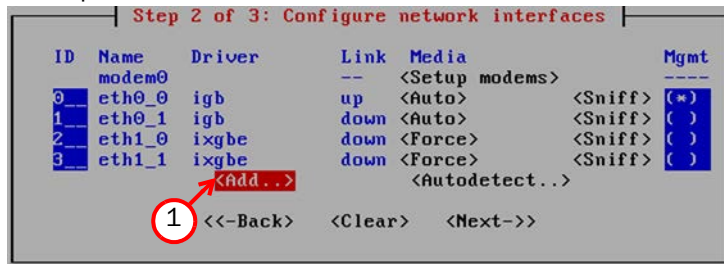 Step 2 of 3: Configure network interfaces
ID Name Driver Link Media Mgmt
modem0 -- <Setup modems> ----
0__ eth0_0 igb up <Auto> <Sniff> (*)
1__ eth0_1 igb down <Auto> <Sniff> ( )
2__ eth1_0 ixgbe down <Force> <Sniff> ( )
3__ eth1_1 ixgbe down <Force> <Sniff> ( )
<Add..> <Autodetect..>
1 <<-Back> <Clear> <Next->>